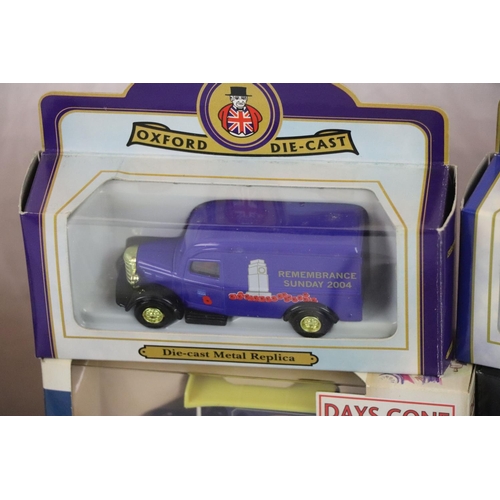 OXFORD DIE-CAST
REMEMBRANCE
SUNDAY 2004
Die-cast Metal Replica
DAYS GONE